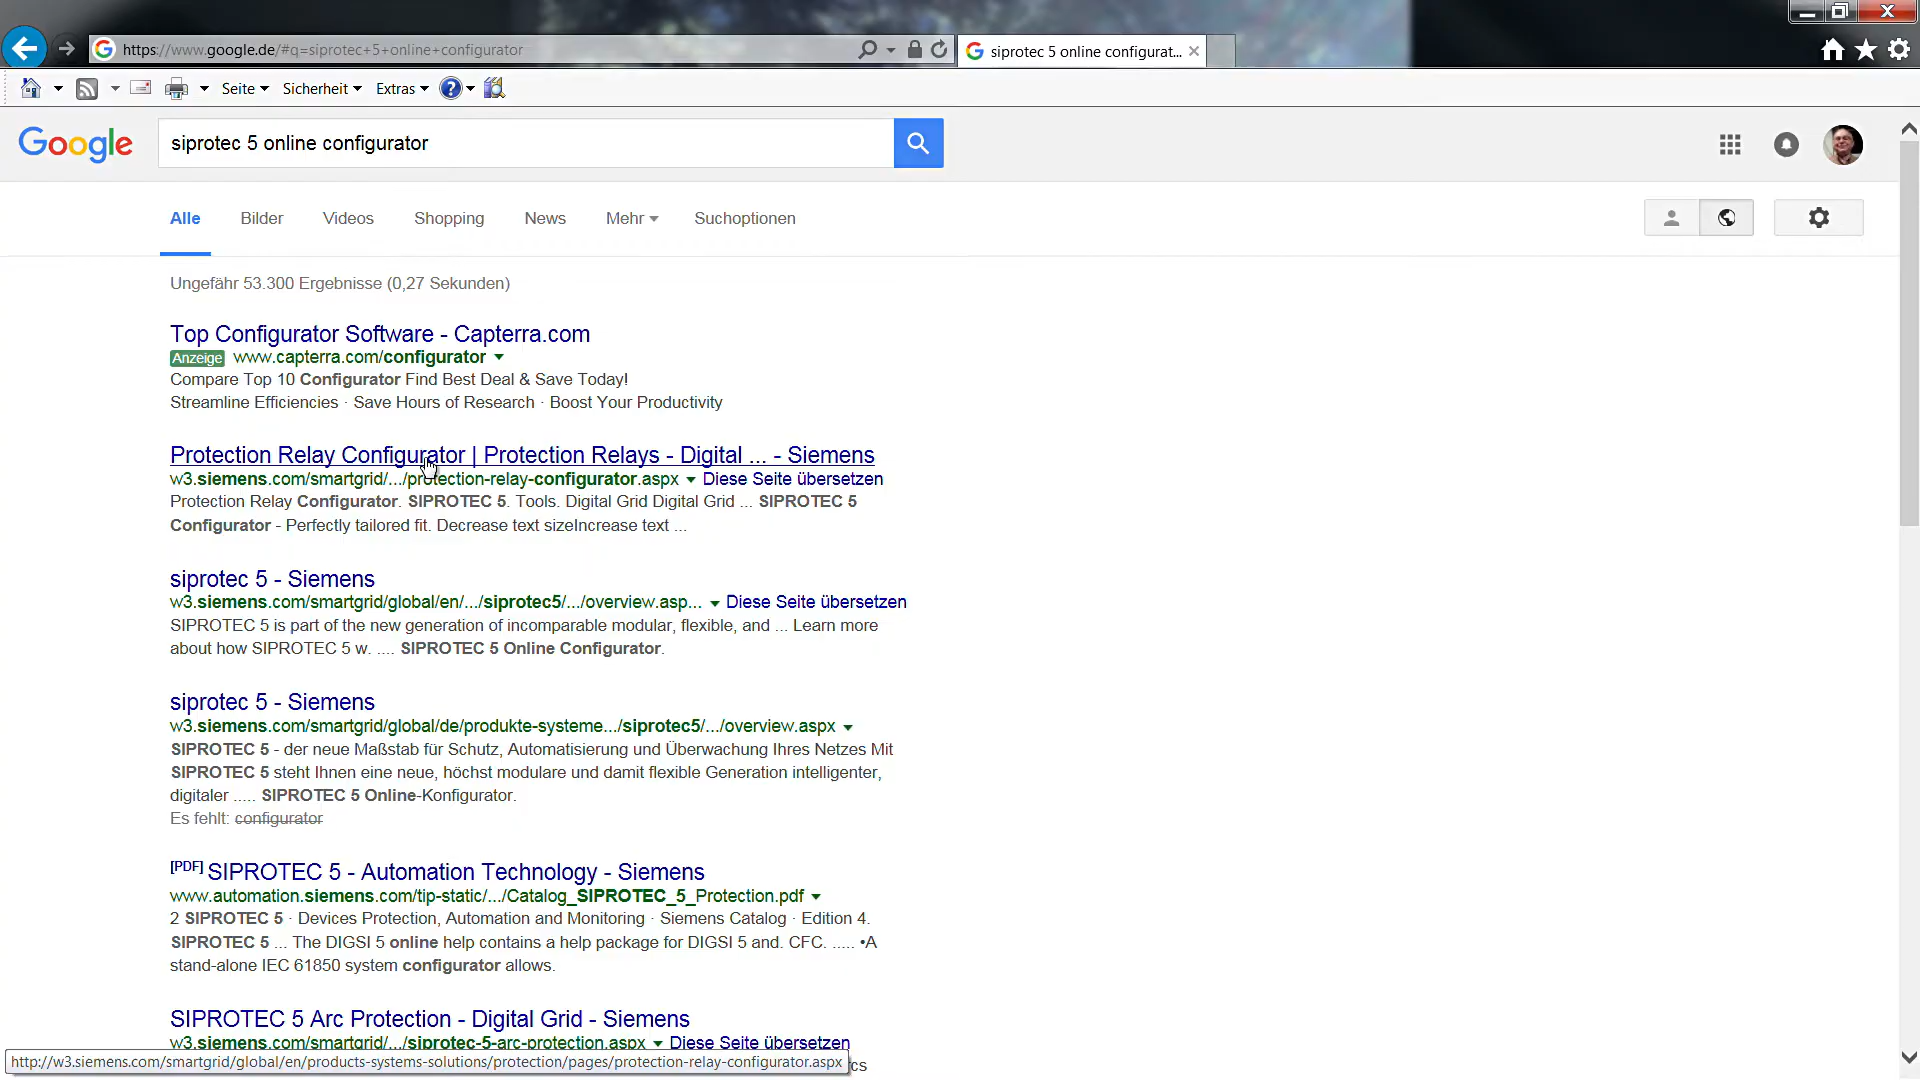 https://www.google.de/#q=siprotec+5+online+configurator
siprotec 5 online configurat...
Seite Sicherheit Extras
Google
siprotec 5 online configurator
Alle Bilder Videos Shopping News Mehr Suchoptionen
Ungefähr 53.300 Ergebnisse (0,27 Sekunden)
Top Configurator Software - Capterra.com
Anzeige www.capterra.com/configurator
Compare Top 10 Configurator Find Best Deal & Save Today!
Streamline Efficiencies · Save Hours of Research · Boost Your Productivity
Protection Relay Configurator | Protection Relays - Digital ... - Siemens
w3.siemens.com/smartgrid/.../protection-relay-configurator.aspx Diese Seite übersetzen
Protection Relay Configurator. SIPROTEC 5. Tools. Digital Grid Digital Grid ... SIPROTEC 5
Configurator - Perfectly tailored fit. Decrease text sizeIncrease text ...
siprotec 5 - Siemens
w3.siemens.com/smartgrid/global/en/.../siprotec5/.../overview.asp... Diese Seite übersetzen
SIPROTEC 5 is part of the new generation of incomparable modular, flexible, and ... Learn more
about how SIPROTEC 5 w. .... SIPROTEC 5 Online Configurator.
siprotec 5 - Siemens
w3.siemens.com/smartgrid/global/de/produkte-systeme.../siprotec5/.../overview.aspx
SIPROTEC 5 - der neue Maßstab für Schutz, Automatisierung und Überwachung Ihres Netzes Mit
SIPROTEC 5 steht Ihnen eine neue, höchst modulare und damit flexible Generation intelligenter,
digitaler ..... SIPROTEC 5 Online-Konfigurator.
Es fehlt: configurator
[PDF] SIPROTEC 5 - Automation Technology - Siemens
www.automation.siemens.com/tip-static/.../Catalog_SIPROTEC_5_Protection.pdf
2 SIPROTEC 5 · Devices Protection, Automation and Monitoring · Siemens Catalog · Edition 4.
SIPROTEC 5 ... The DIGSI 5 online help contains a help package for DIGSI 5 and. CFC. ..... •A
stand-alone IEC 61850 system configurator allows.
SIPROTEC 5 Arc Protection - Digital Grid - Siemens
w3.siemens.com/smartgrid/.../siprotec-5-arc-protection.aspx Diese Seite übersetzen
http://w3.siemens.com/smartgrid/global/en/products-systems-solutions/protection/pages/protection-relay-configurator.aspx